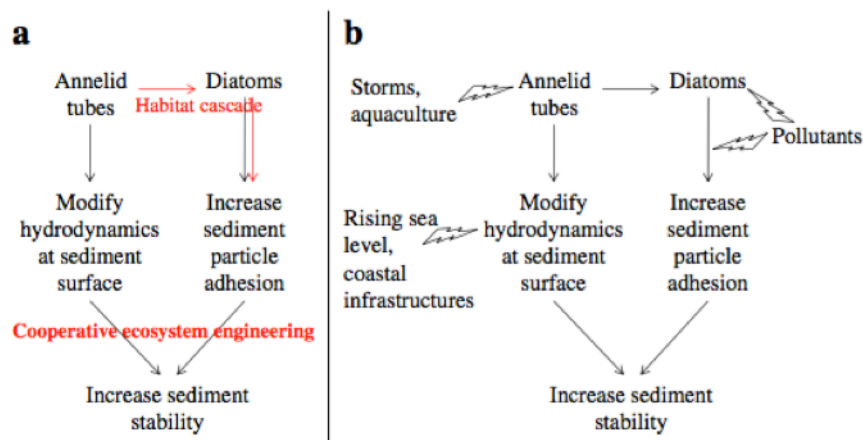 a
Annelid
tubes
Diatoms
Habitat cascade
Modify
hydrodynamics
at sediment
surface
Increase
sediment
particle
adhesion
Cooperative ecosystem engineering
Increase sediment
stability
b
Storms,
aquaculture
Annelid
tubes
Diatoms
Pollutants
Rising sea
level,
coastal
infrastructures
Modify
hydrodynamics
at sediment
surface
Increase
sediment
particle
adhesion
Increase sediment
stability